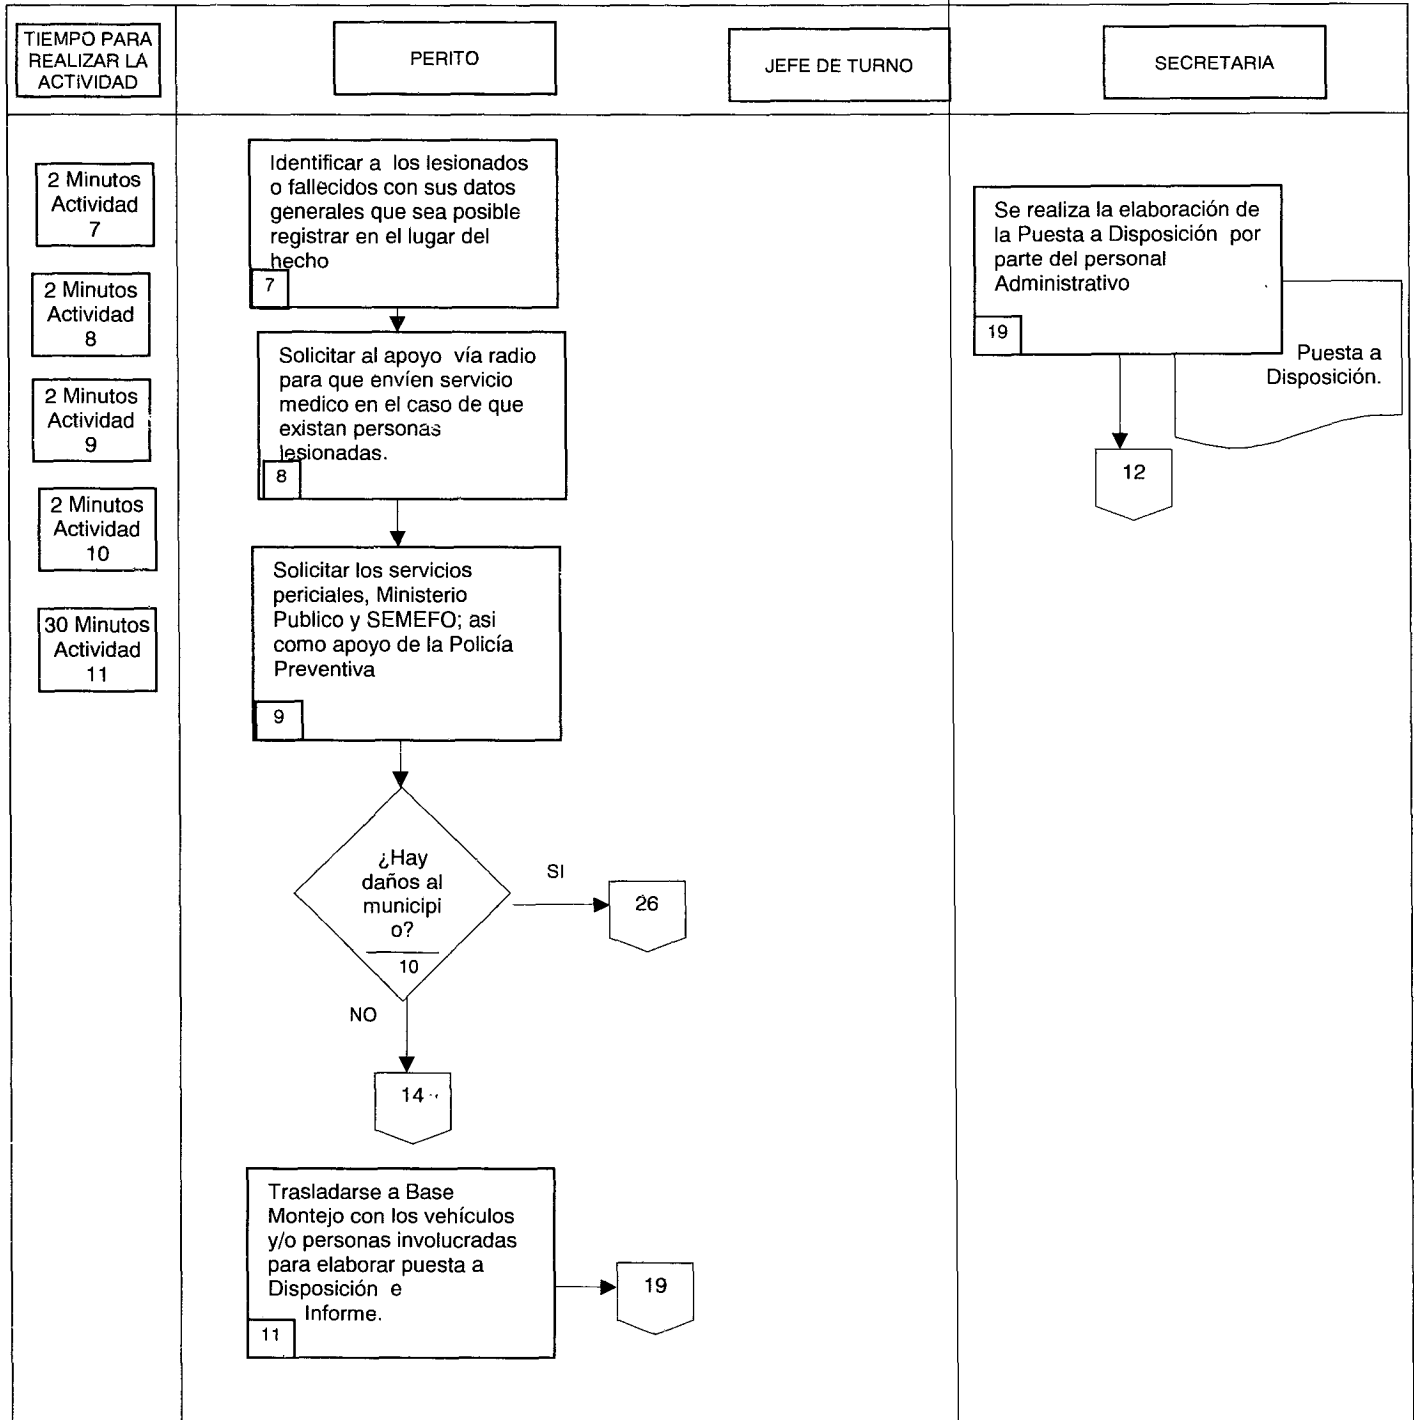 TIEMPO PARA
REALIZAR LA
ACTIVIDAD
PERITO
JEFE DE TURNO
SECRETARIA
2 Minutos
Actividad
7
2 Minutos
Actividad
8
2 Minutos
Actividad
9
2 Minutos
Actividad
10
30 Minutos
Actividad
11
Identificar a los lesionados
o fallecidos con sus datos
generales que sea posible
registrar en el lugar del
hecho
7
Solicitar al apoyo vía radio
para que envíen servicio
medico en el caso de que
existan personas
lesionadas.
8
Solicitar los servicios
periciales, Ministerio
Publico y SEMEFO; asi
como apoyo de la Policía
Preventiva
9
¿Hay
daños al
municipi
o?
10
SI
26
NO
14
Trasladarse a Base
Montejo con los vehículos
y/o personas involucradas
para elaborar puesta a
Disposición e
Informe.
11
19
Se realiza la elaboración de
la Puesta a Disposición por
parte del personal
Administrativo
19
Puesta a
Disposición.
12